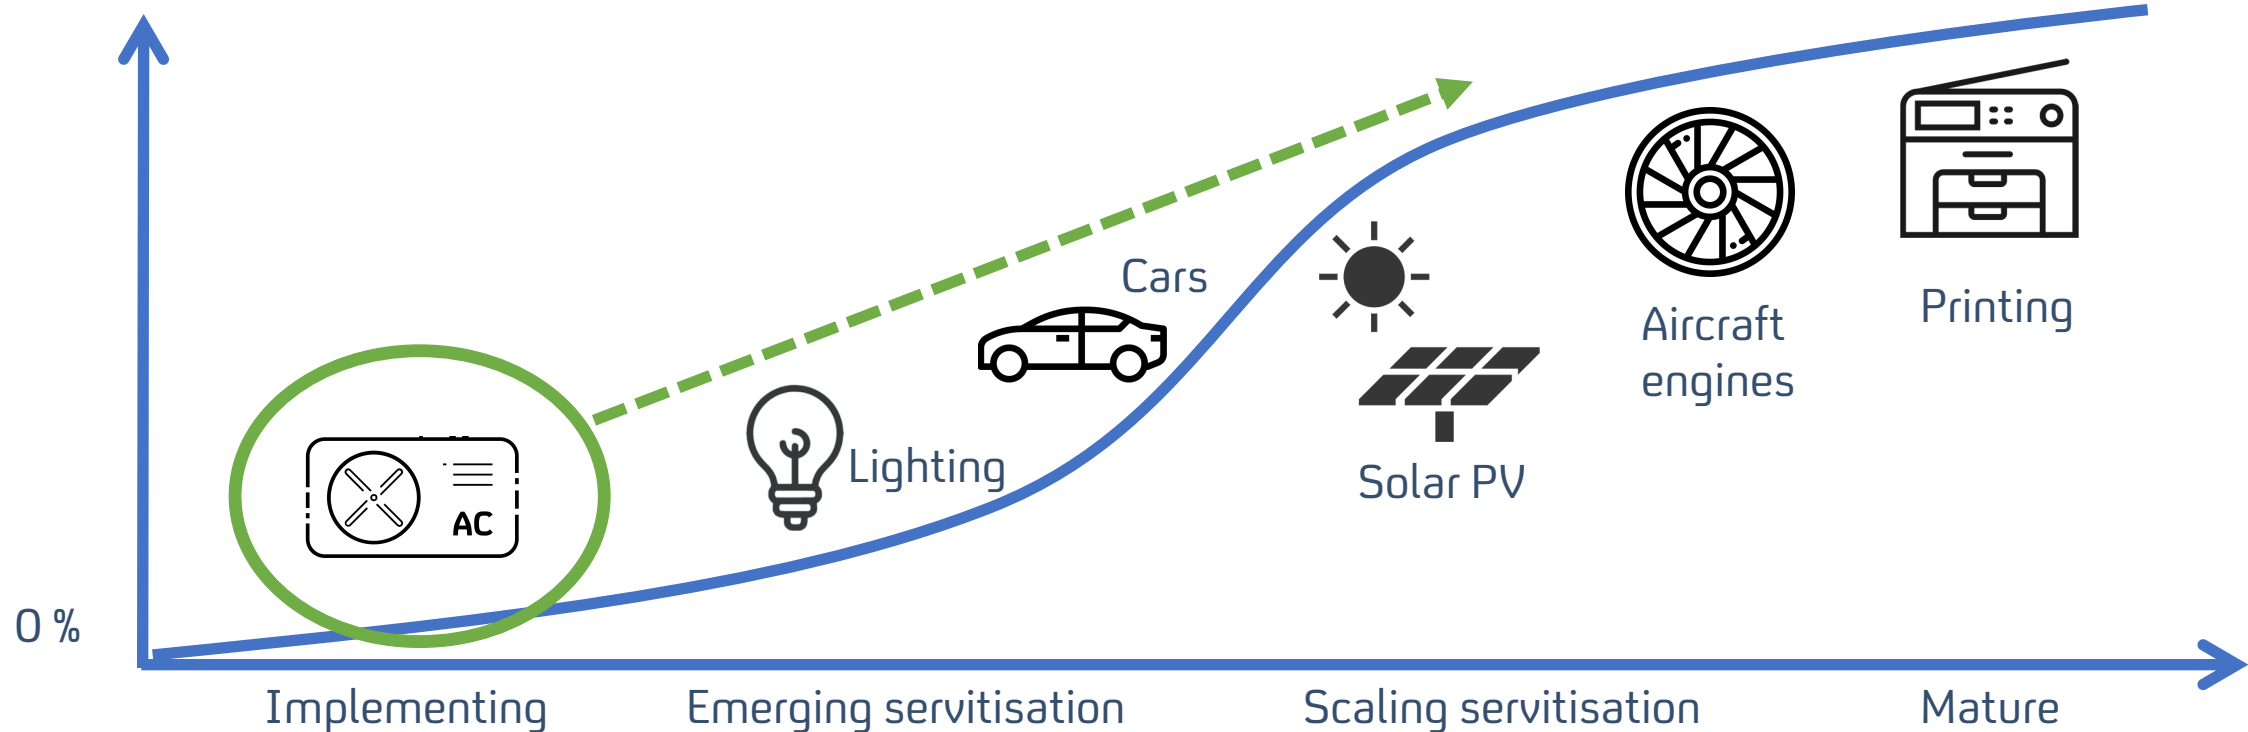 Cars
Lighting
AC
Solar PV
Aircraft
engines
Printing
0 %
Implementing
Emerging servitisation
Scaling servitisation
Mature